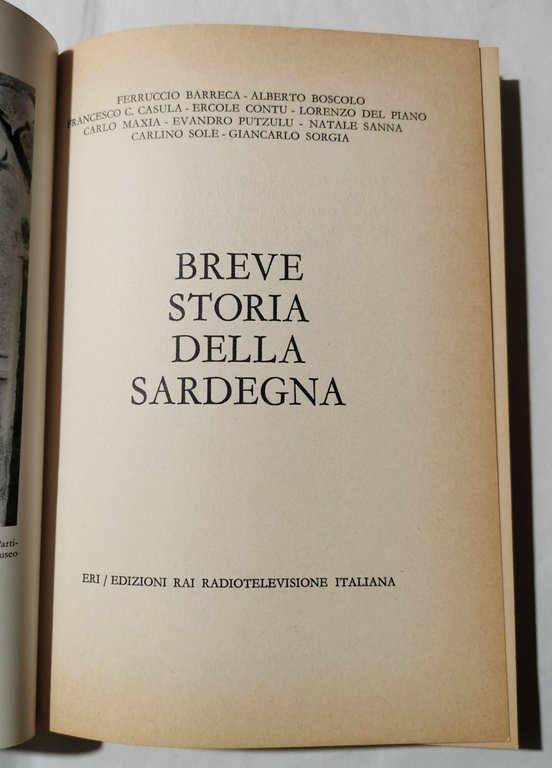 FERRUCCIO BARRECA - ALBERTO BOSCOLO
FRANCESCO C. CASULA - ERCOLE CONTU - LORENZO DEL PIANO
CARLO MAXIA - EVANDRO PUTZULU - NATALE SANNA
CARLINO SOLE - GIANCARLO SORGIA
BREVE
STORIA
DELLA
SARDEGNA
ERI / EDIZIONI RAI RADIOTELEVISIONE ITALIANA